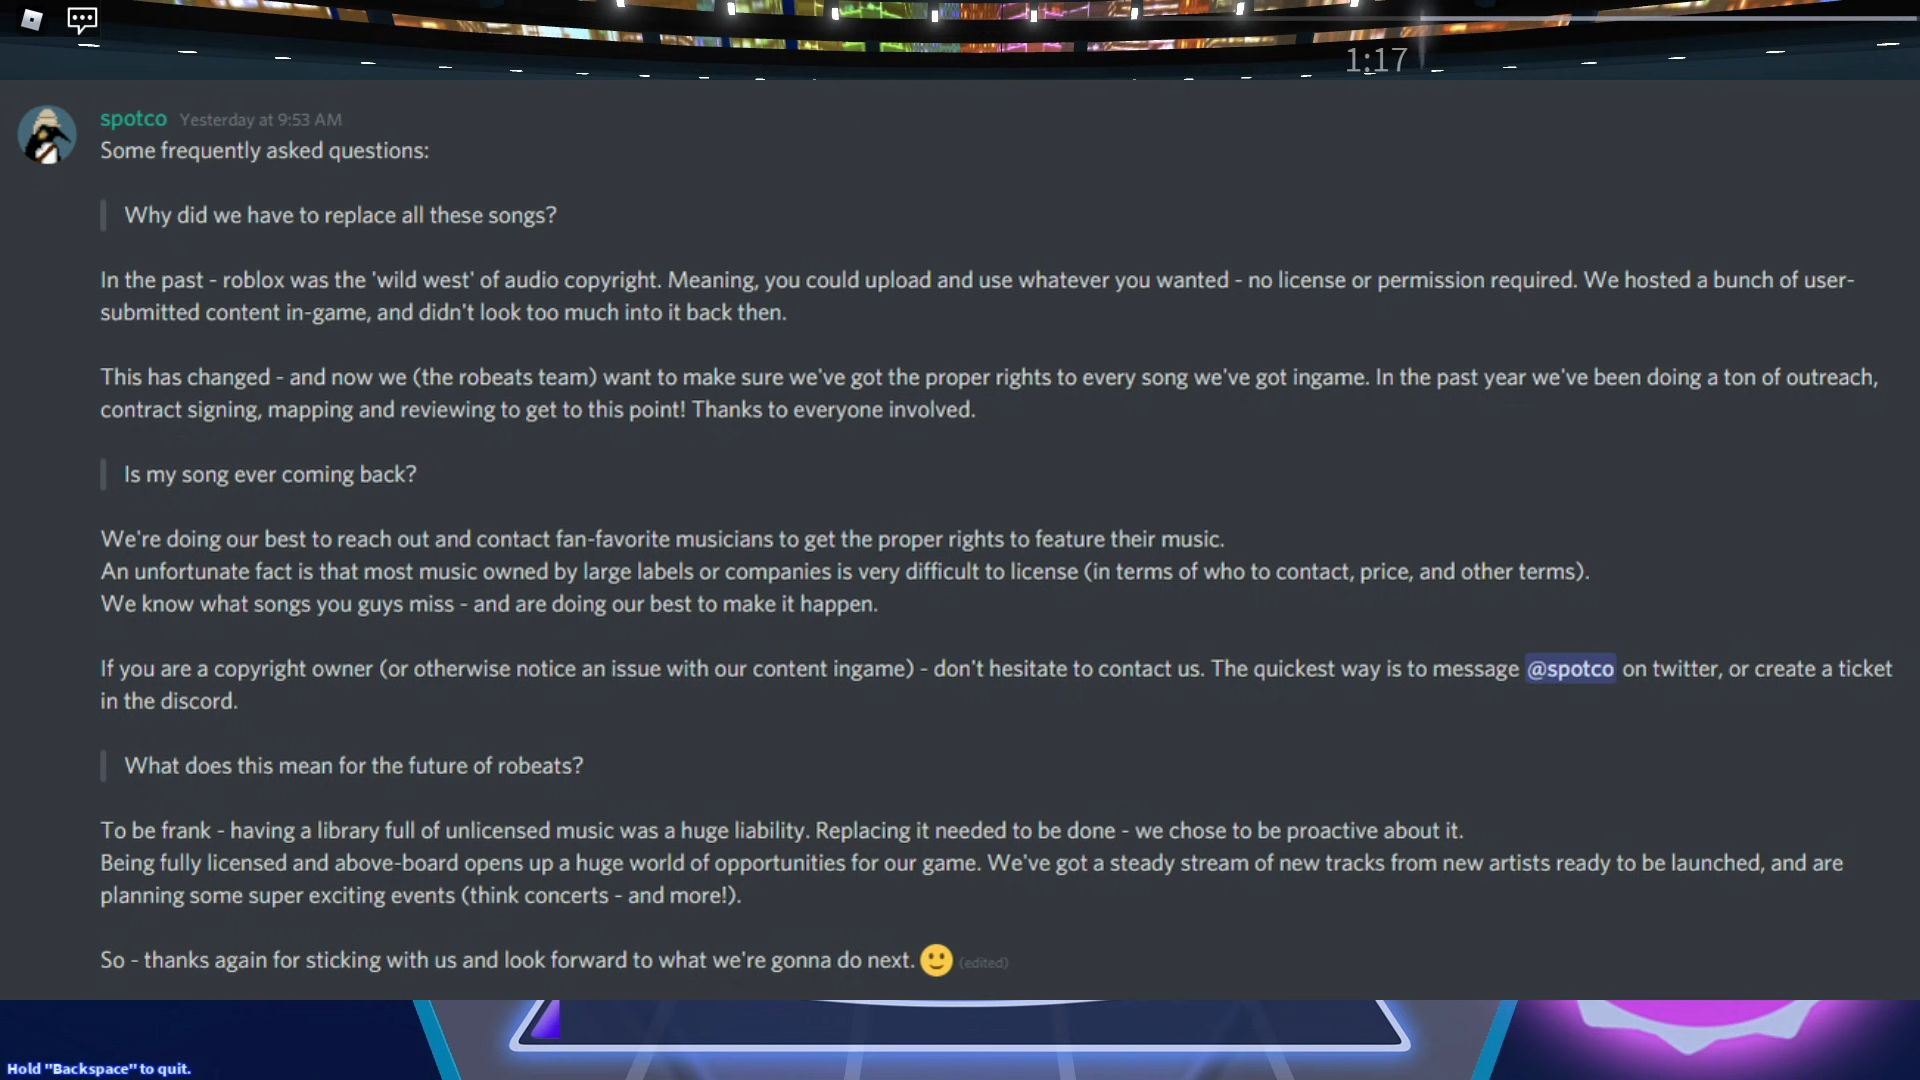 1:17
spotco Yesterday at 9:53 AM
Some frequently asked questions:
Why did we have to replace all these songs?
In the past - roblox was the 'wild west' of audio copyright. Meaning, you could upload and use whatever you wanted - no license or permission required. We hosted a bunch of user-
submitted content in-game, and didn't look too much into it back then.
This has changed - and now we (the robeats team) want to make sure we've got the proper rights to every song we've got ingame. In the past year we've been doing a ton of outreach,
contract signing, mapping and reviewing to get to this point! Thanks to everyone involved.
Is my song ever coming back?
We're doing our best to reach out and contact fan-favorite musicians to get the proper rights to feature their music.
An unfortunate fact is that most music owned by large labels or companies is very difficult to license (in terms of who to contact, price, and other terms).
We know what songs you guys miss - and are doing our best to make it happen.
If you are a copyright owner (or otherwise notice an issue with our content ingame) - don't hesitate to contact us. The quickest way is to message @spotco on twitter, or create a ticket
in the discord.
What does this mean for the future of robeats?
To be frank - having a library full of unlicensed music was a huge liability. Replacing it needed to be done - we chose to be proactive about it.
Being fully licensed and above-board opens up a huge world of opportunities for our game. We've got a steady stream of new tracks from new artists ready to be launched, and are
planning some super exciting events (think concerts - and more!).
So - thanks again for sticking with us and look forward to what we're gonna do next. 🙂 (edited)
Hold "Backspace" to quit.